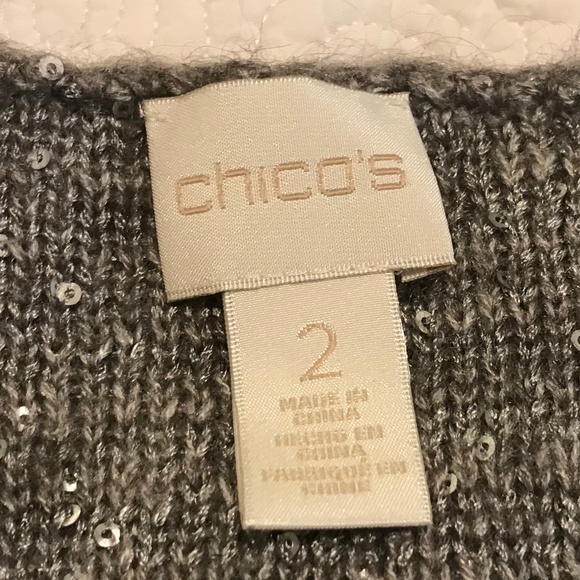 chico's
2
MADE IN
CHINA
HECHO EN
CHINA
FABRIQUÉ EN
CHINE